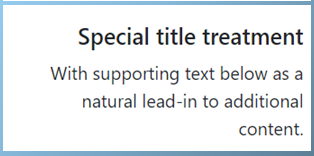 Special title treatment
With supporting text below as a
natural lead-in to additional
content.